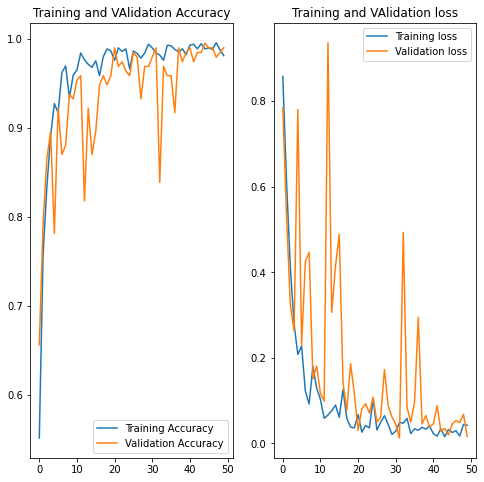 Training and VAlidation Accuracy
1.0
0.9
0.8
0.7
0.6
0 10 20 30 40 50
Training Accuracy
Validation Accuracy
Training and VAlidation loss
0.8
0.6
0.4
0.2
0.0
0 10 20 30 40 50
Training loss
Validation loss